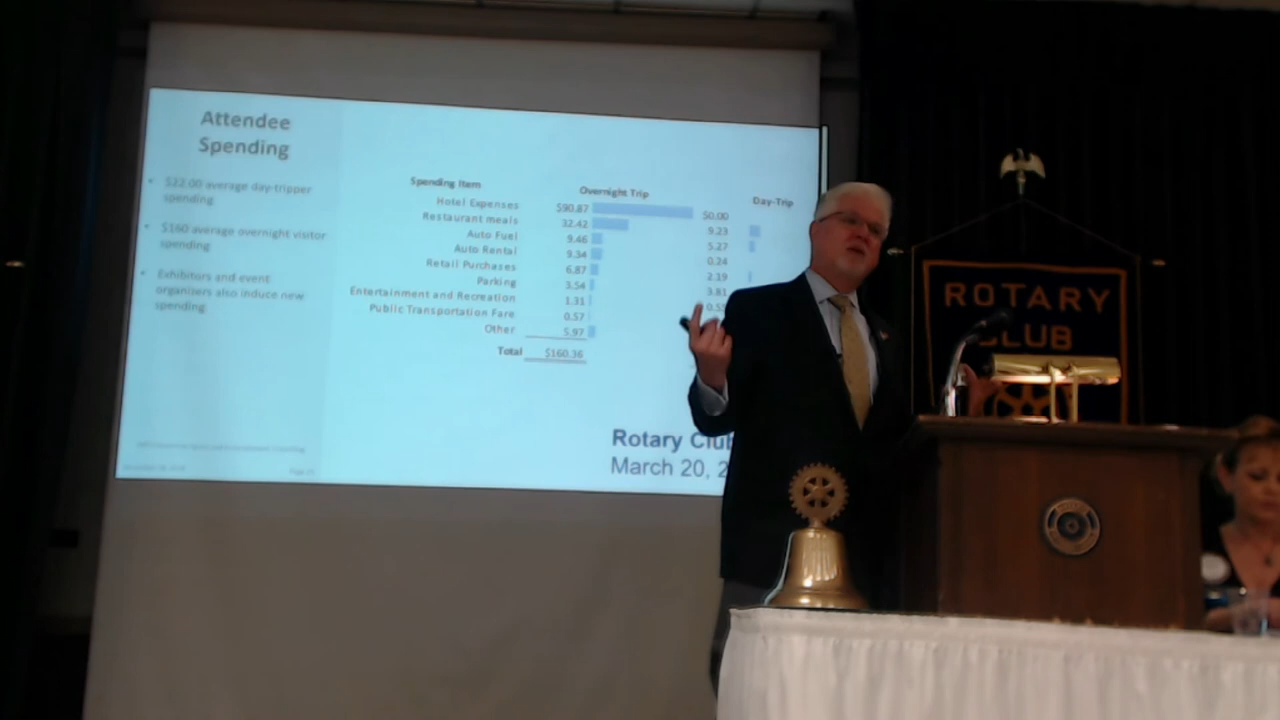 Attendee
Spending
• $22.00 average day-tripper
spending
• $160 average overnight visitor
spending
• Exhibitors and event
organizers also induce new
spending
Spending Item Overnight Trip Day-Trip
Hotel Expenses $90.87 $0.00
Restaurant meals 32.42 9.23
Auto Fuel 9.46 5.27
Auto Rental 9.34 0.24
Retail Purchases 6.87 2.19
Parking 3.54 3.81
Entertainment and Recreation 1.31
Public Transportation Fare 0.57
Other 5.97
Total $160.36
Rotary Club
March 20, 2
ROTARY
CLUB